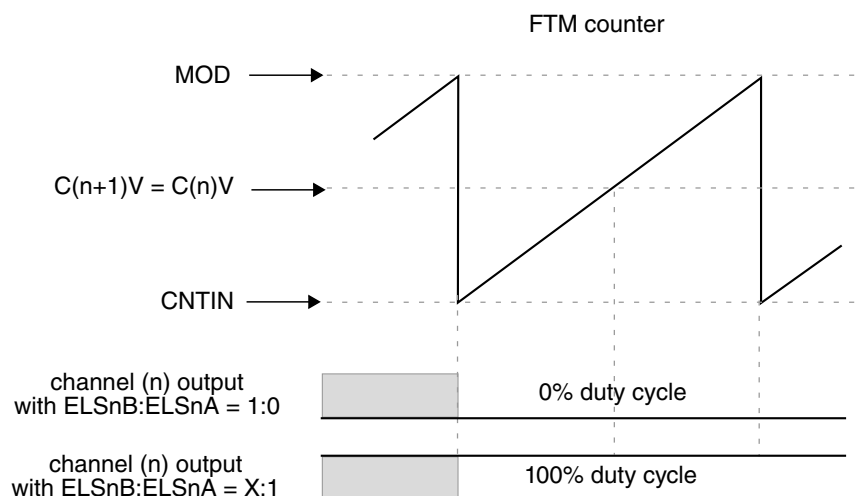 FTM counter
MOD
C(n+1)V = C(n)V
CNTIN
channel (n) output
with ELSnB:ELSnA = 1:0
0% duty cycle
channel (n) output
with ELSnB:ELSnA = X:1
100% duty cycle